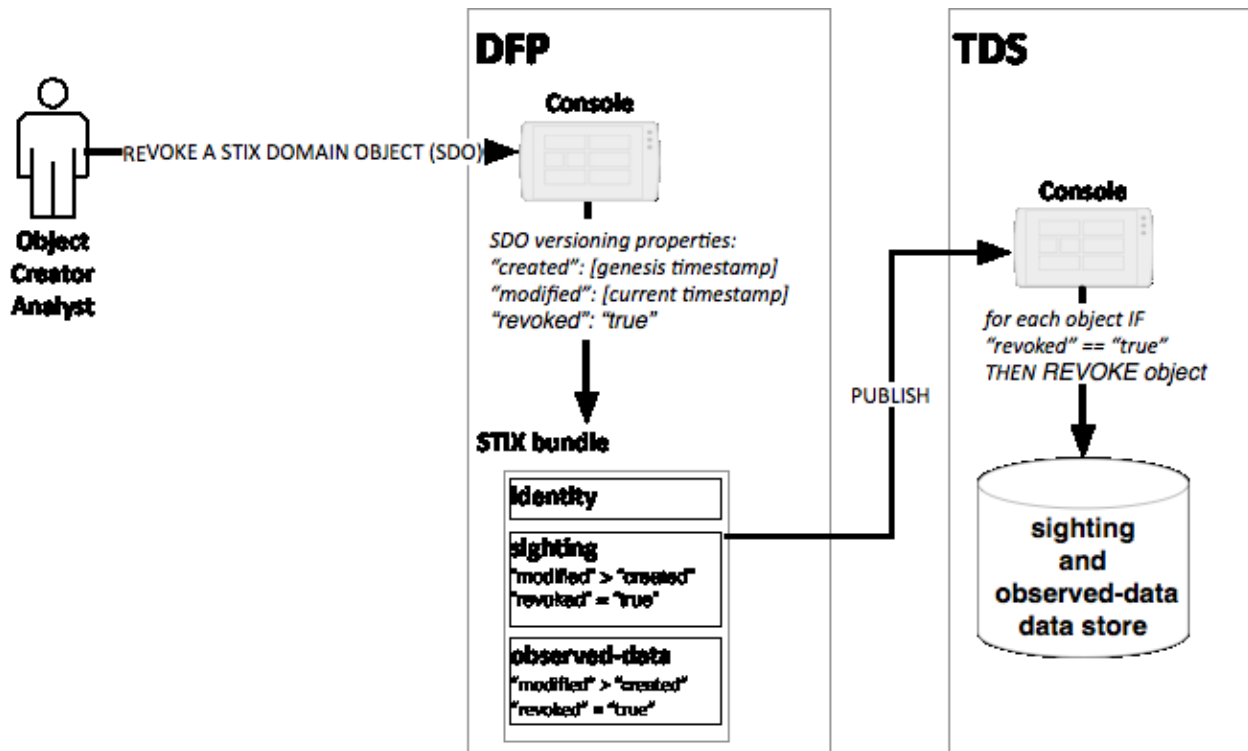 DFP
TDS
Console
REVOKE A STIX DOMAIN OBJECT (SDO)
Object
Creator
Analyst
SDO versioning properties:
“created”: [genesis timestamp]
“modified”: [current timestamp]
“revoked”: “true”
STIX bundle
identity
sighting
“modified” > “created”
“revoked” = “true”
observed-data
“modified” > “created”
“revoked” = “true”
PUBLISH
Console
for each object IF
“revoked” == “true”
THEN REVOKE object
sighting
and
observed-data
data store